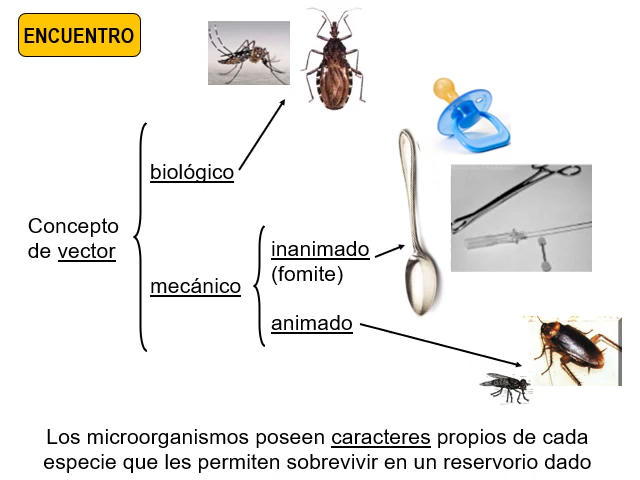 ENCUENTRO
biológico
Concepto
de vector
inanimado
(fomite)
mecánico
animado
Los microorganismos poseen caracteres propios de cada
especie que les permiten sobrevivir en un reservorio dado